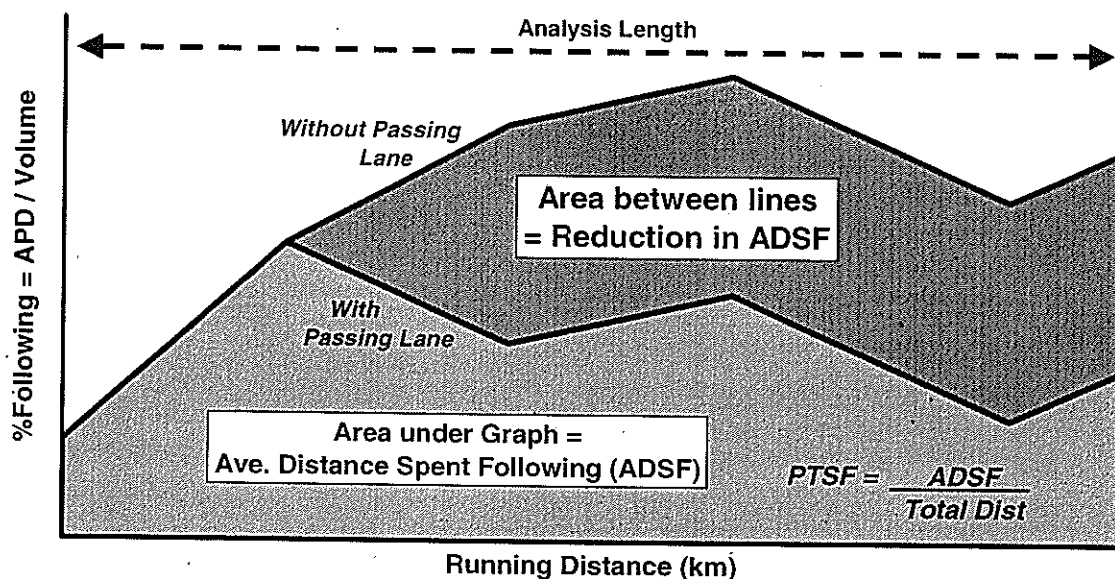 Analysis Length
%Following = APD / Volume
Without Passing
Lane
Area between lines
= Reduction in ADSF
With
Passing Lane
Area under Graph =
Ave. Distance Spent Following (ADSF)
PTSF = ADSF
Total Dist
Running Distance (km)